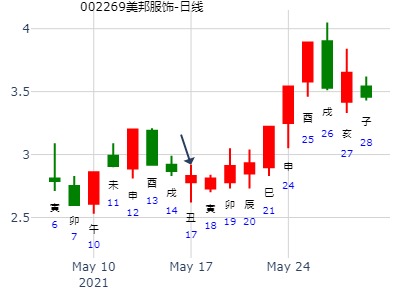 002269美邦服饰-日线
4
3.5
3
2.5
寅
6
卯
7
午
10
未
11
申
12
酉
13
戌
14
丑
17
寅
18
卯
19
辰
20
巳
21
申
24
酉
25
戌
26
亥
27
子
28
May 10
2021
May 17
May 24